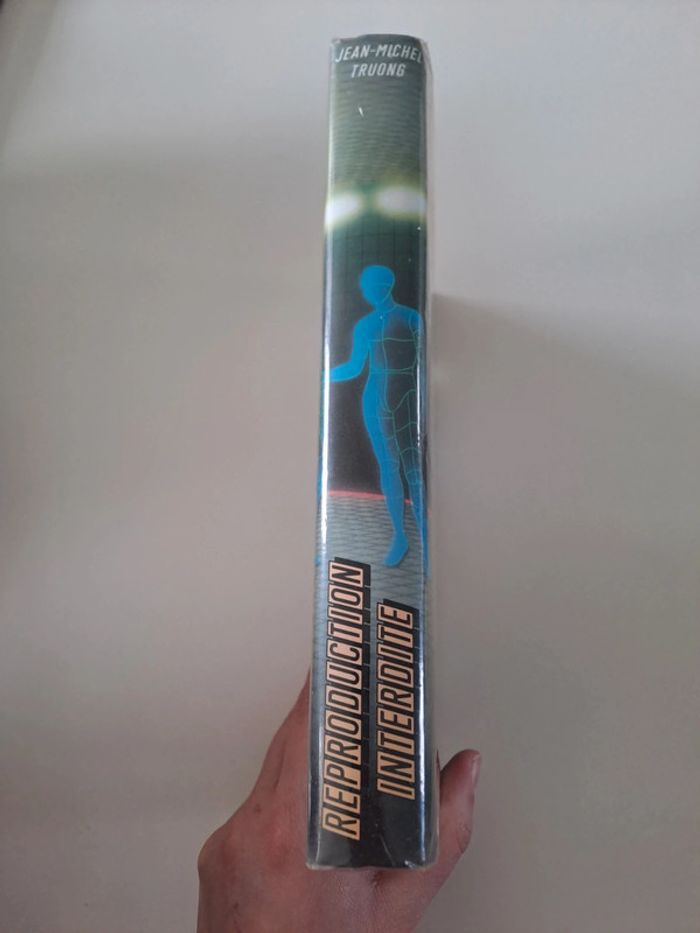 JEAN-MICHEL
TRUONG
REPRODUCTION
INTERDITE